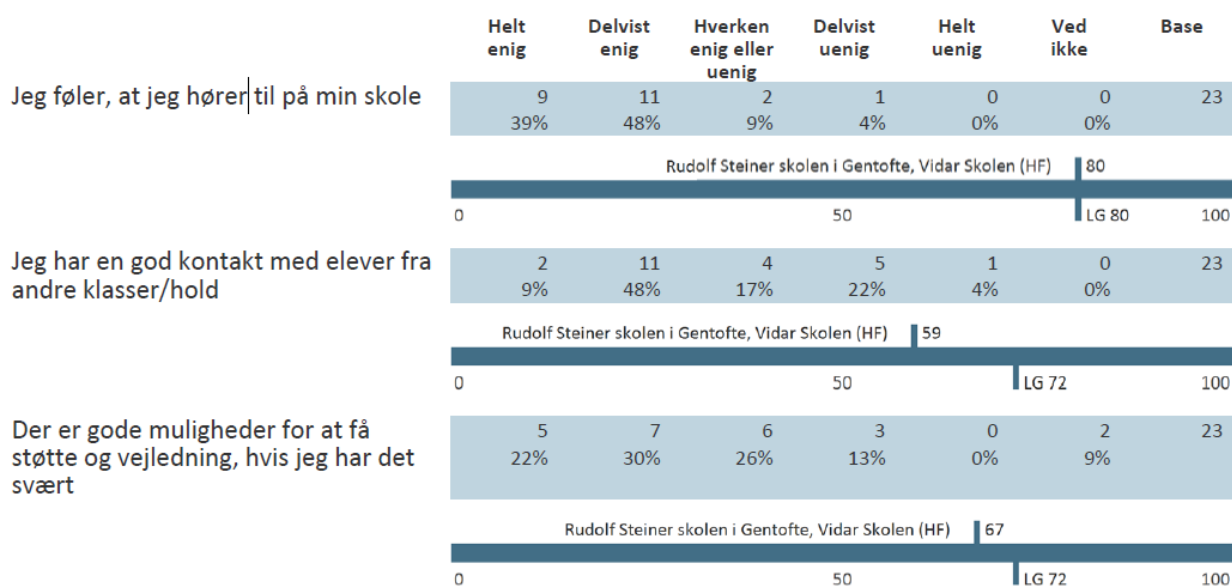 Helt enig Delvist enig Hverken enig eller uenig Delvist uenig Helt uenig Ved ikke Base
Jeg føler, at jeg hører til på min skole
9 11 2 1 0 0 23
39% 48% 9% 4% 0% 0%
Rudolf Steiner skolen i Gentofte, Vidar Skolen (HF) 80
0 50 LG 80 100
Jeg har en god kontakt med elever fra
andre klasser/hold
2 11 4 5 1 0 23
9% 48% 17% 22% 4% 0%
Rudolf Steiner skolen i Gentofte, Vidar Skolen (HF) 59
0 50 LG 72 100
Der er gode muligheder for at få
støtte og vejledning, hvis jeg har det
svært
5 7 6 3 0 2 23
22% 30% 26% 13% 0% 9%
Rudolf Steiner skolen i Gentofte, Vidar Skolen (HF) 67
0 50 LG 72 100